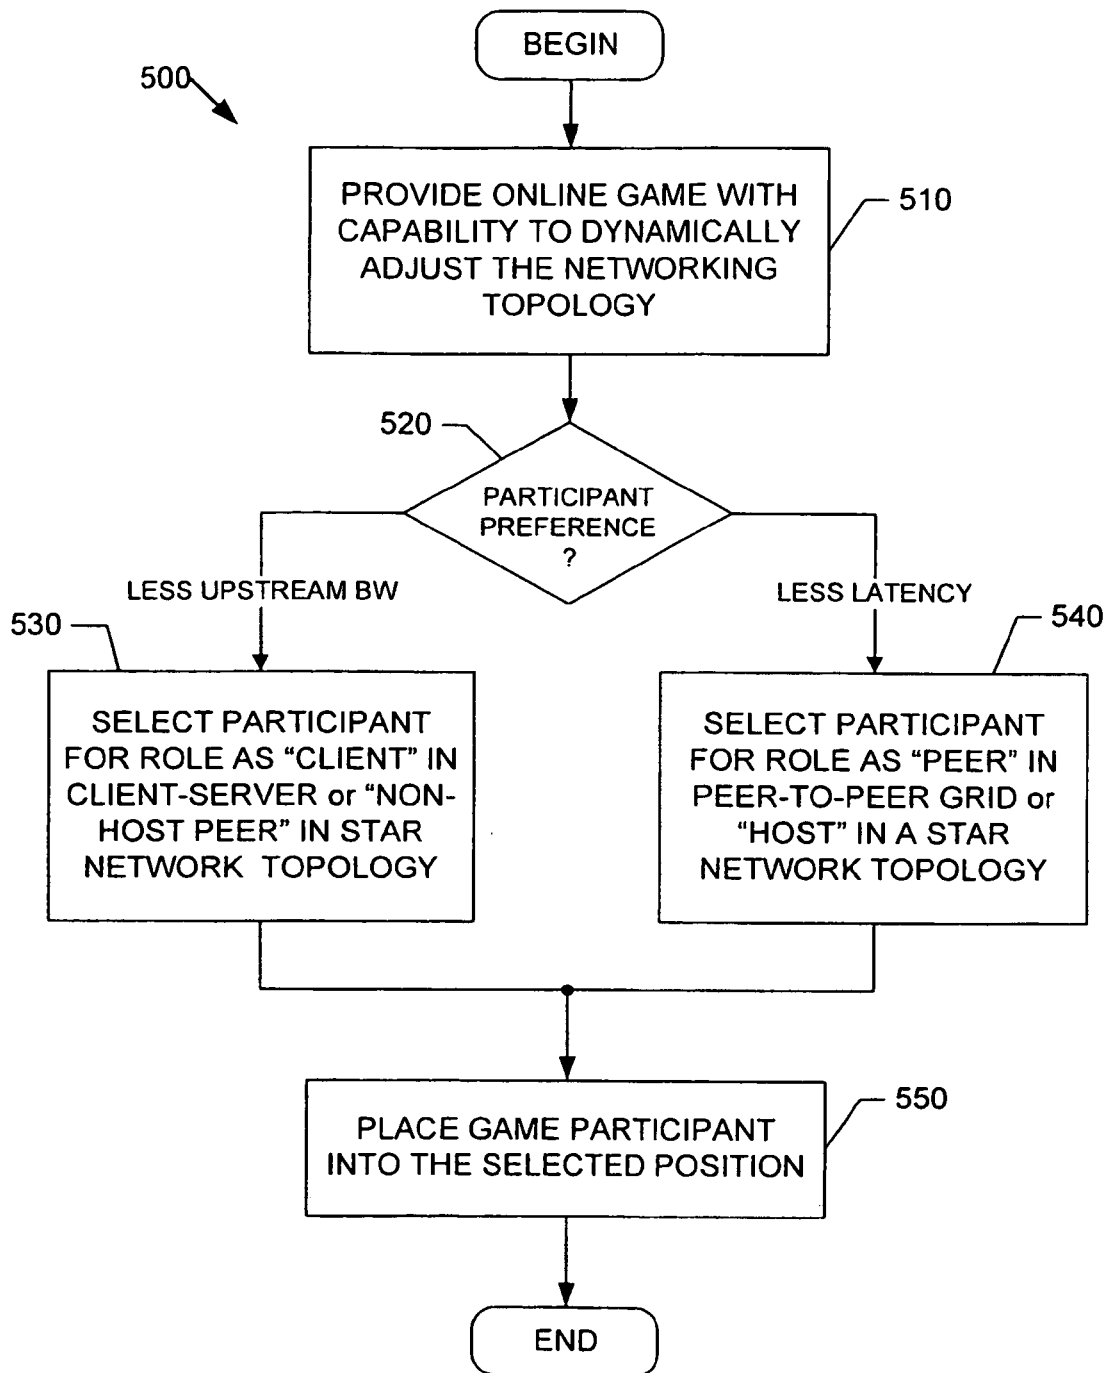 BEGIN
500
PROVIDE ONLINE GAME WITH
CAPABILITY TO DYNAMICALLY
ADJUST THE NETWORKING
TOPOLOGY
510
520
PARTICIPANT
PREFERENCE
?
LESS UPSTREAM BW
LESS LATENCY
530
540
SELECT PARTICIPANT
FOR ROLE AS “CLIENT” IN
CLIENT-SERVER or “NON-
HOST PEER” IN STAR
NETWORK TOPOLOGY
SELECT PARTICIPANT
FOR ROLE AS “PEER” IN
PEER-TO-PEER GRID or
“HOST” IN A STAR
NETWORK TOPOLOGY
550
PLACE GAME PARTICIPANT
INTO THE SELECTED POSITION
END